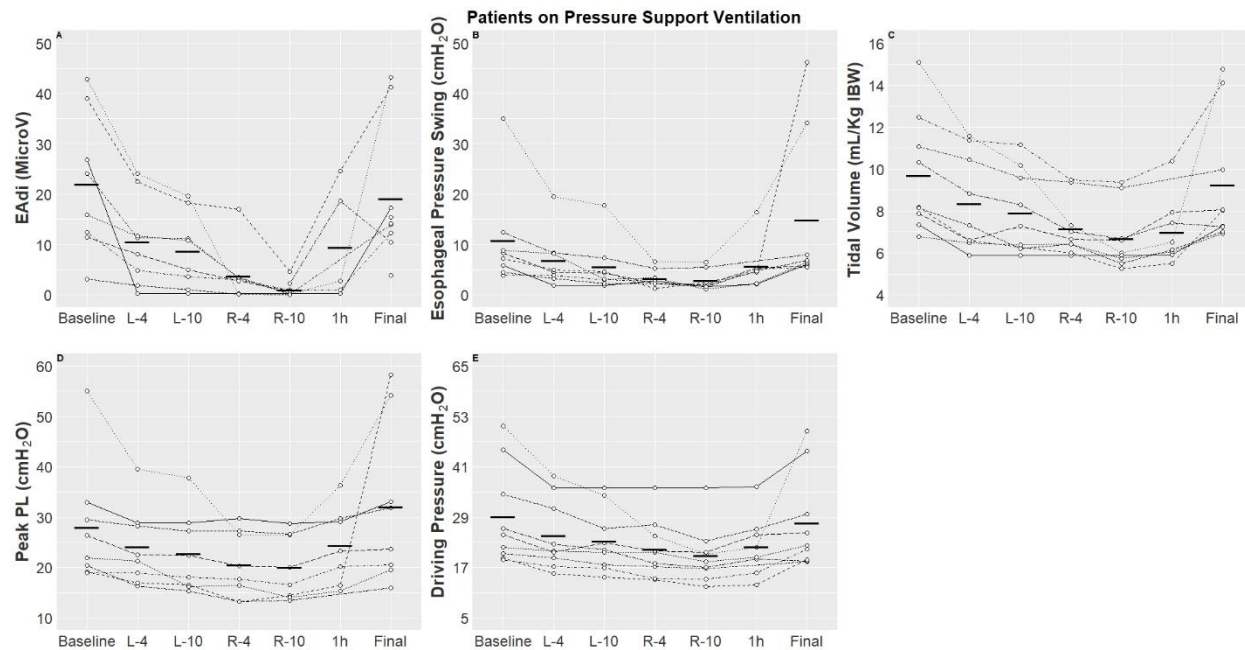 Patients on Pressure Support Ventilation
A
EAdi (MicroV)
50
40
30
20
10
0
Baseline L-4 L-10 R-4 R-10 1h Final
B
Esophageal Pressure Swing (cmH₂O)
50
40
30
20
10
0
Baseline L-4 L-10 R-4 R-10 1h Final
C
Tidal Volume (mL/Kg IBW)
16
14
12
10
8
6
4
Baseline L-4 L-10 R-4 R-10 1h Final
D
Peak PL (cmH₂O)
60
50
40
30
20
10
Baseline L-4 L-10 R-4 R-10 1h Final
E
Driving Pressure (cmH₂O)
65
53
41
29
17
5
Baseline L-4 L-10 R-4 R-10 1h Final